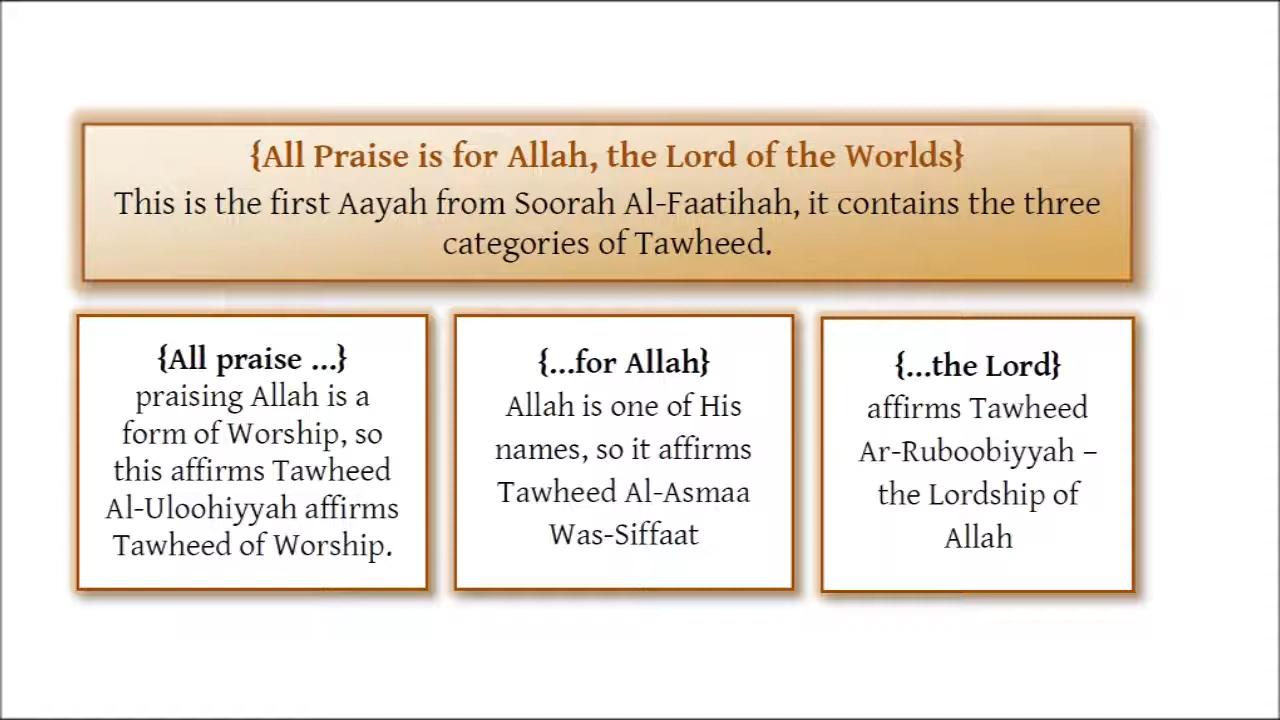 {All Praise is for Allah, the Lord of the Worlds}
This is the first Aayah from Soorah Al-Faatihah, it contains the three
categories of Tawheed.
{All praise ...}
praising Allah is a
form of Worship, so
this affirms Tawheed
Al-Uloohiyyah affirms
Tawheed of Worship.
{...for Allah}
Allah is one of His
names, so it affirms
Tawheed Al-Asmaa
Was-Siffaat
{...the Lord}
affirms Tawheed
Ar-Ruboobiyyah –
the Lordship of
Allah